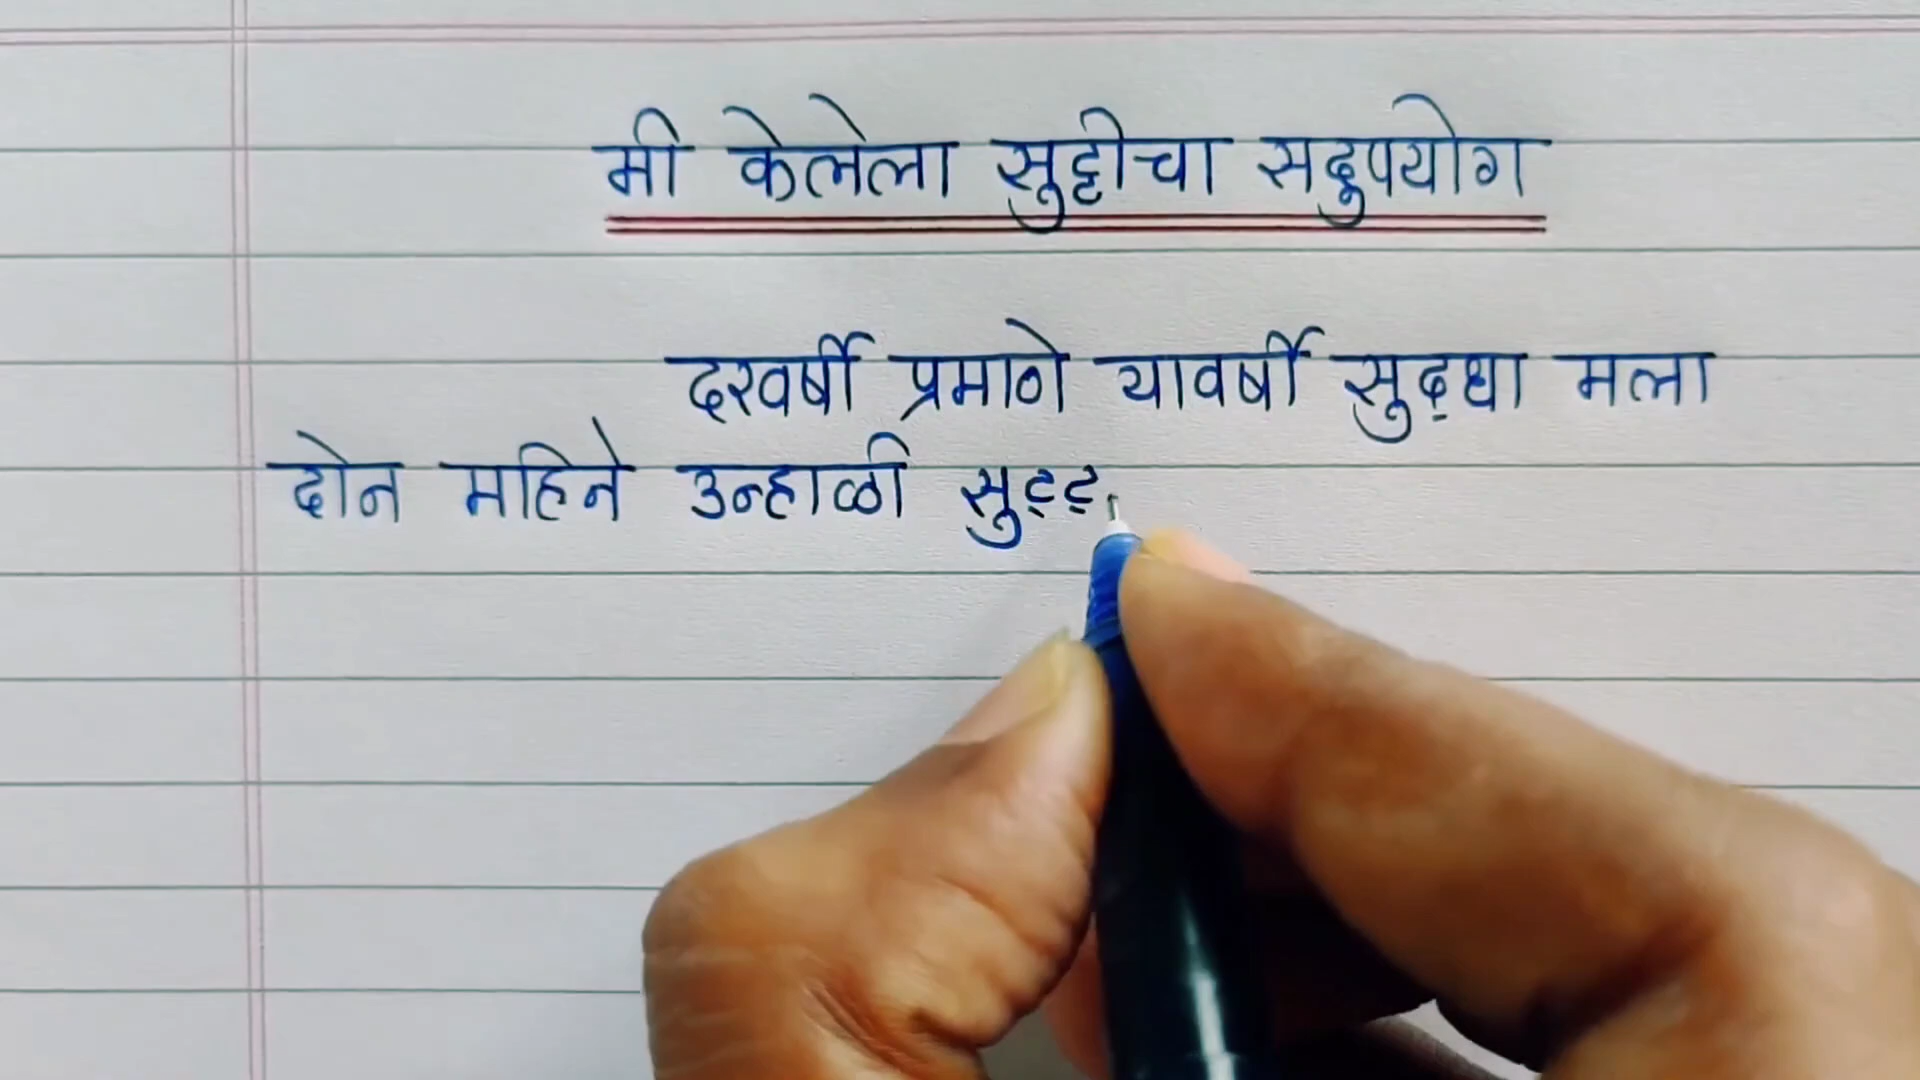 मी केलेला सुट्टीचा सदुपयोग
दरवर्षी प्रमाणे यावर्षी सुद्‌धा मला
दोन महिने उन्हाळी सुट्ट